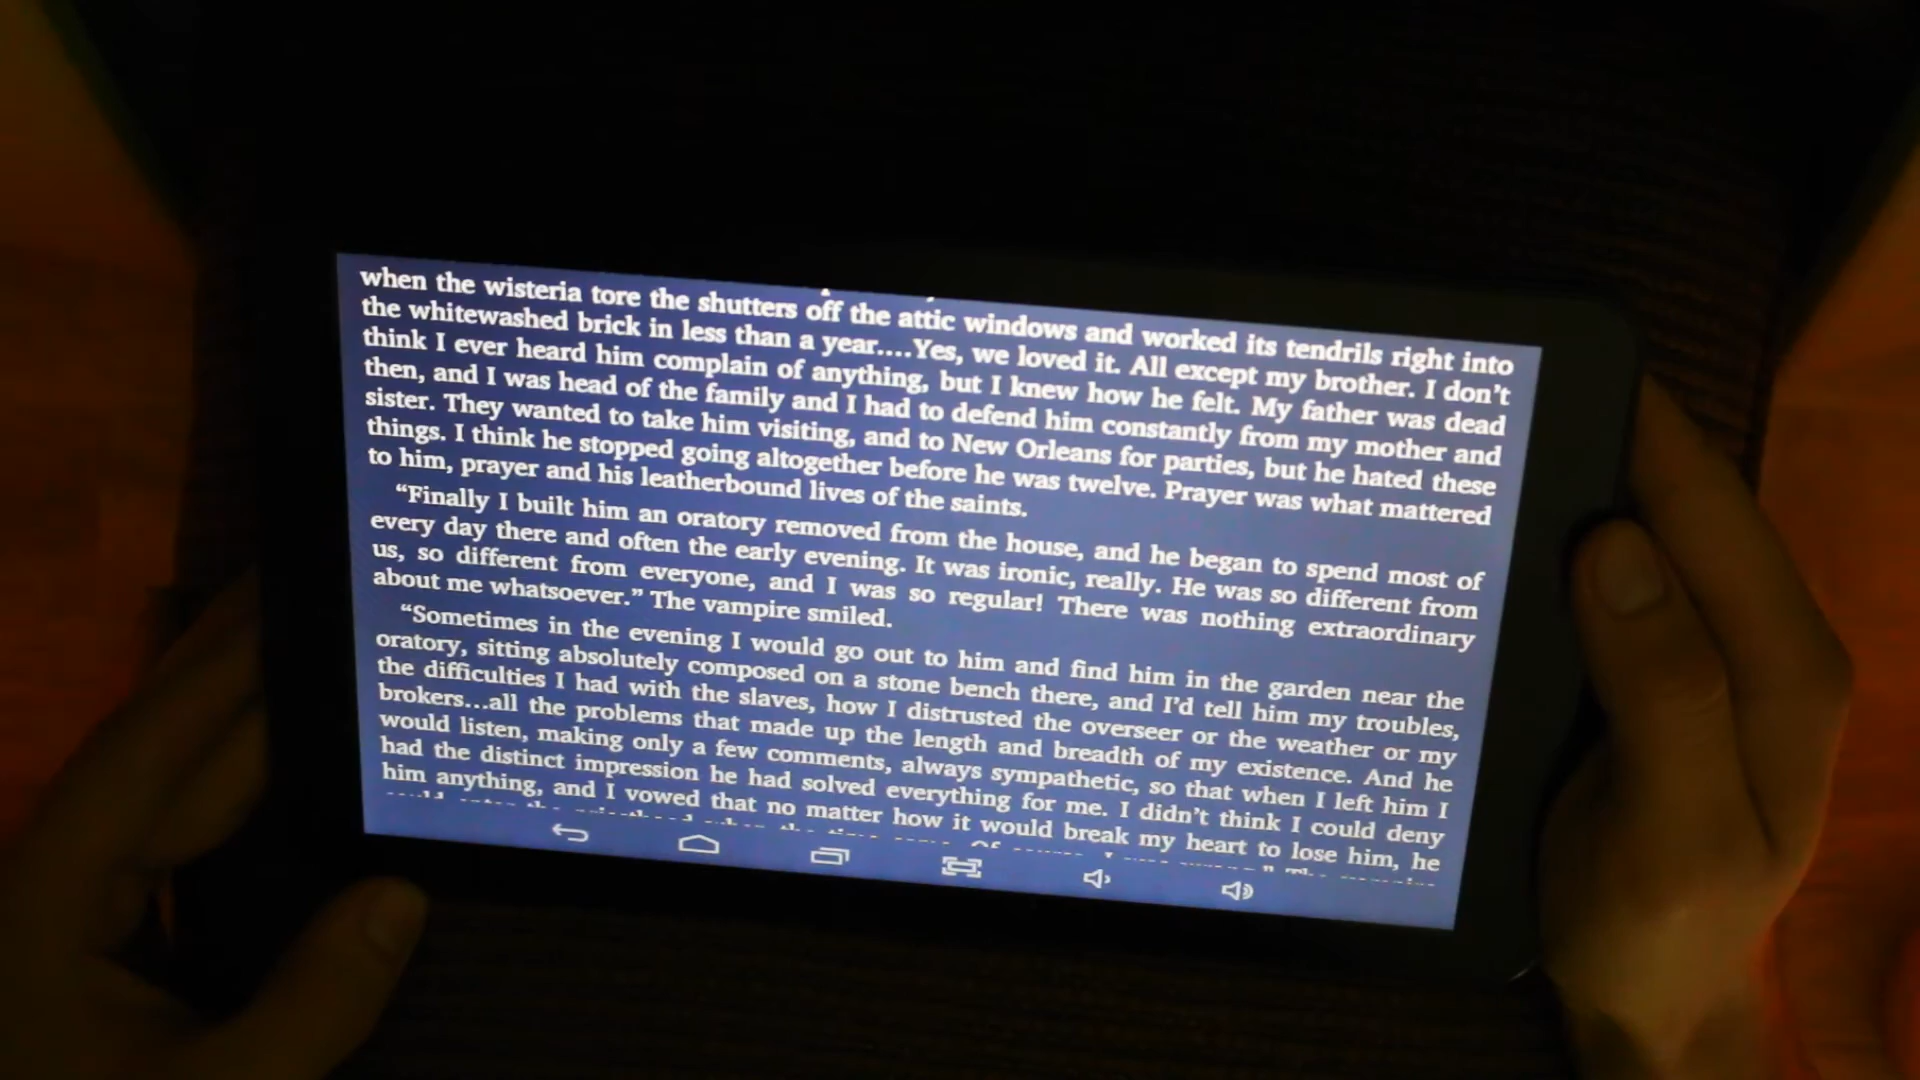 when the wisteria tore the shutters off the attic windows and worked its tendrils right into
the whitewashed brick in less than a year....Yes, we loved it. All except my brother. I don't
think I ever heard him complain of anything, but I knew how he felt. My father was dead
then, and I was head of the family and I had to defend him constantly from my mother and
sister. They wanted to take him visiting, and to New Orleans for parties, but he hated these
things. I think he stopped going altogether before he was twelve. Prayer was what mattered
to him, prayer and his leatherbound lives of the saints.
“Finally I built him an oratory removed from the house, and he began to spend most of
every day there and often the early evening. It was ironic, really. He was so different from
us, so different from everyone, and I was so regular! There was nothing extraordinary
about me whatsoever.” The vampire smiled.
“Sometimes in the evening I would go out to him and find him in the garden near the
oratory, sitting absolutely composed on a stone bench there, and I’d tell him my troubles,
the difficulties I had with the slaves, how I distrusted the overseer or the weather or my
brokers...all the problems that made up the length and breadth of my existence. And he
would listen, making only a few comments, always sympathetic, so that when I left him I
had the distinct impression he had solved everything for me. I didn’t think I could deny
him anything, and I vowed that no matter how it would break my heart to lose him, he